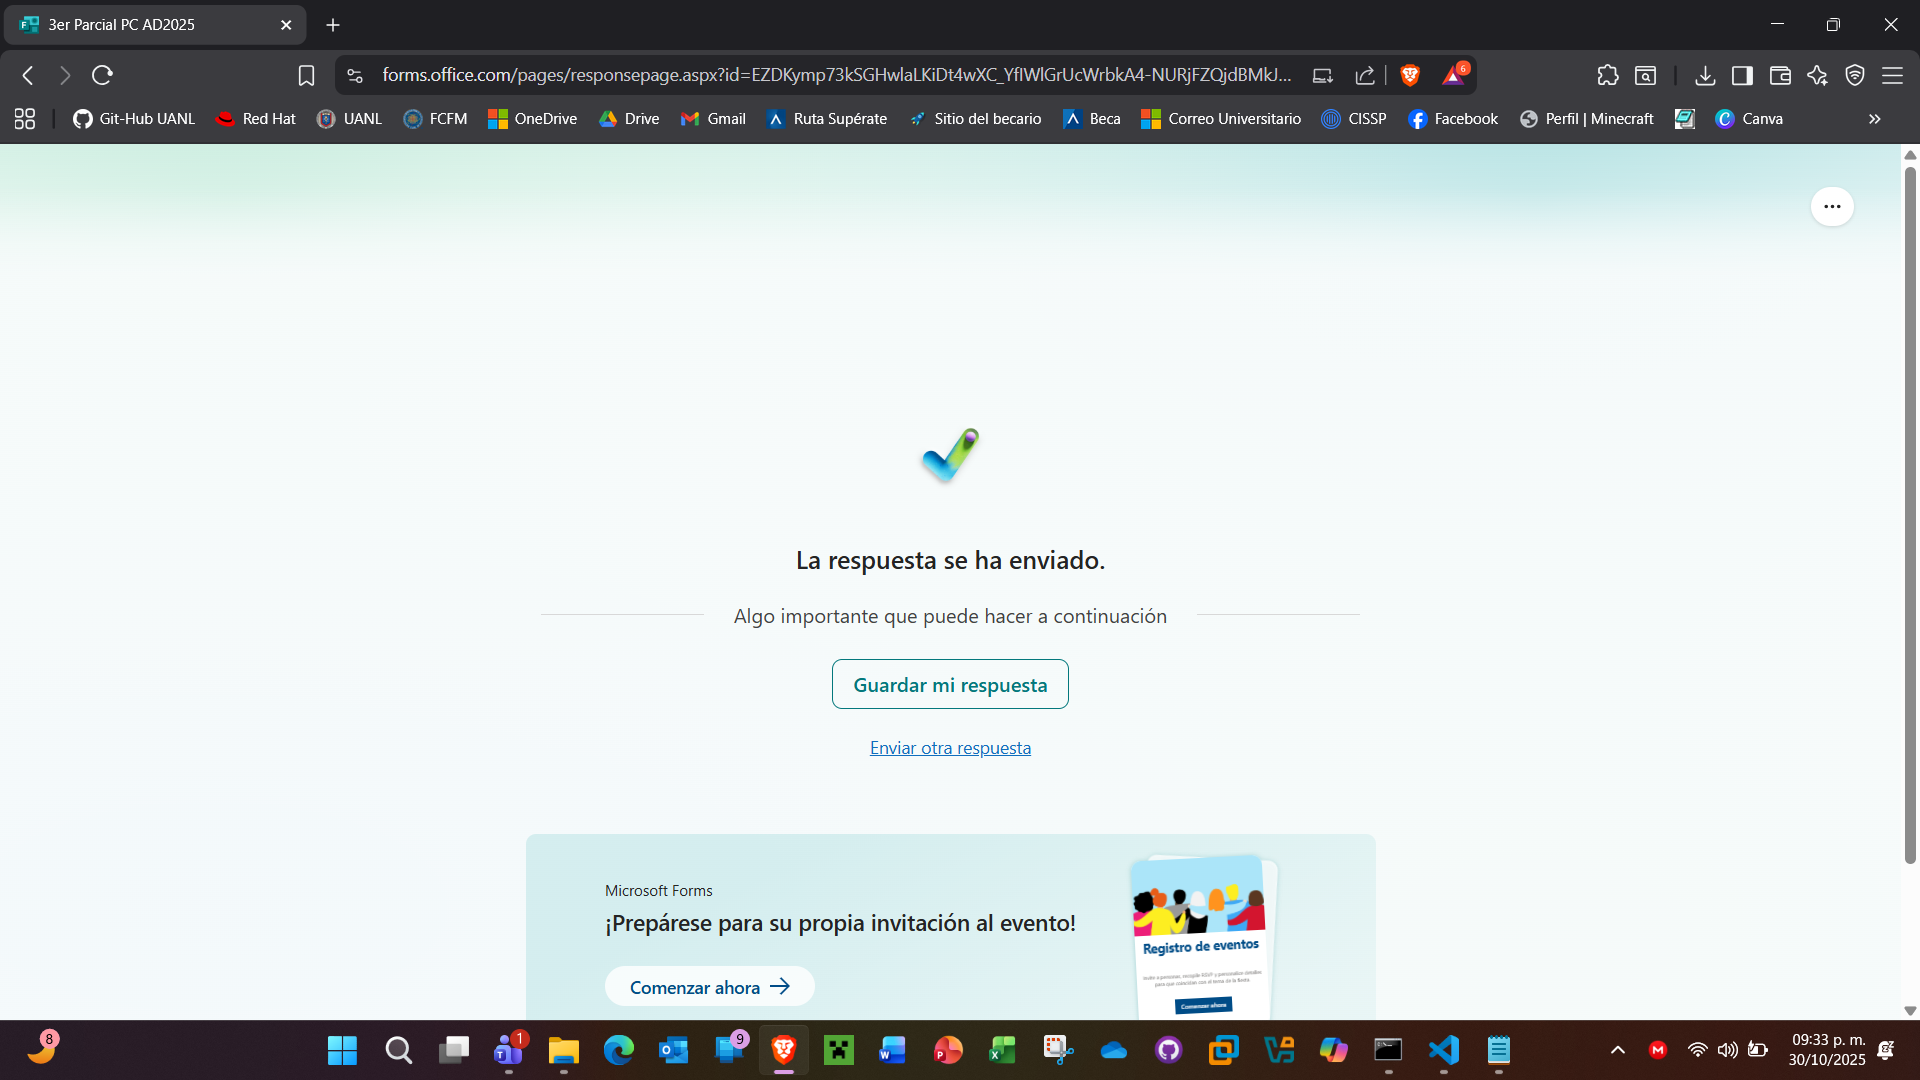 3er Parcial PC AD2025
forms.office.com/pages/responsepage.aspx?id=EZDKymp73kSGHwlaLKiDt4wXC_YfIWlGrUcWrbkA4-NURjFZQjdBMkJ...
6
Git-Hub UANL Red Hat UANL FCFM OneDrive Drive Gmail Ruta Supérate Sitio del becario Beca Correo Universitario CISSP Facebook Perfil | Minecraft Canva
La respuesta se ha enviado.
Algo importante que puede hacer a continuación
Guardar mi respuesta
Enviar otra respuesta
Microsoft Forms
¡Prepárese para su propia invitación al evento!
Comenzar ahora
Registro de eventos
Comenzar ahora
8
1
9
09:33 p. m.
30/10/2025